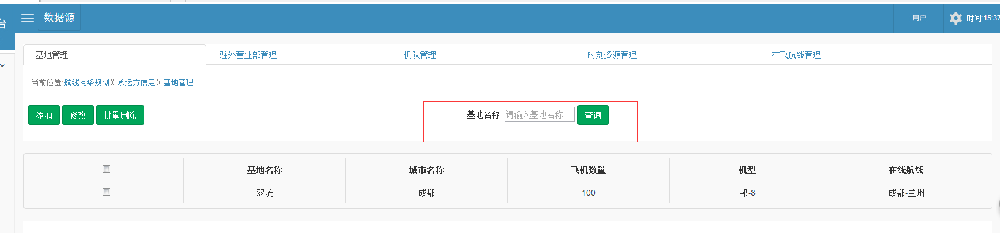 台 数据源 用户 时间:15:37
基地管理 驻外营业部管理 机队管理 时刻资源管理 在飞航线管理
当前位置:航线网络规划» 承运方信息» 基地管理
添加 修改 批量删除 基地名称: 请输入基地名称 查询
基地名称 城市名称 飞机数量 机型 在线航线
双流 成都 100 邨-8 成都-兰州